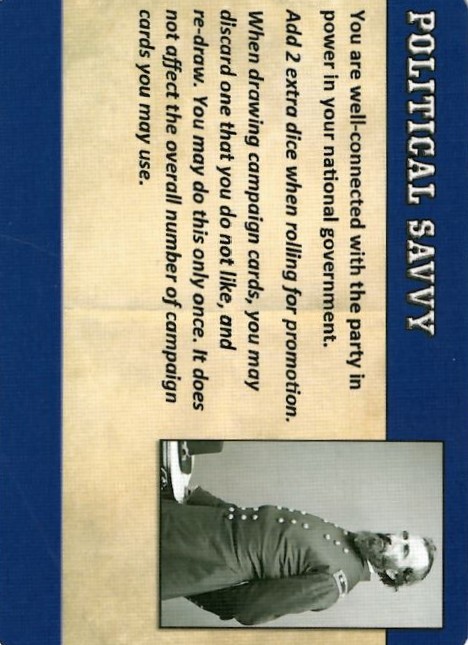 POLITICAL SAVVY
You are well-connected with the party in
power in your national government.
Add 2 extra dice when rolling for promotion.
When drawing campaign cards, you may
discard one that you do not like, and
re-draw. You may do this only once. It does
not affect the overall number of campaign
cards you may use.